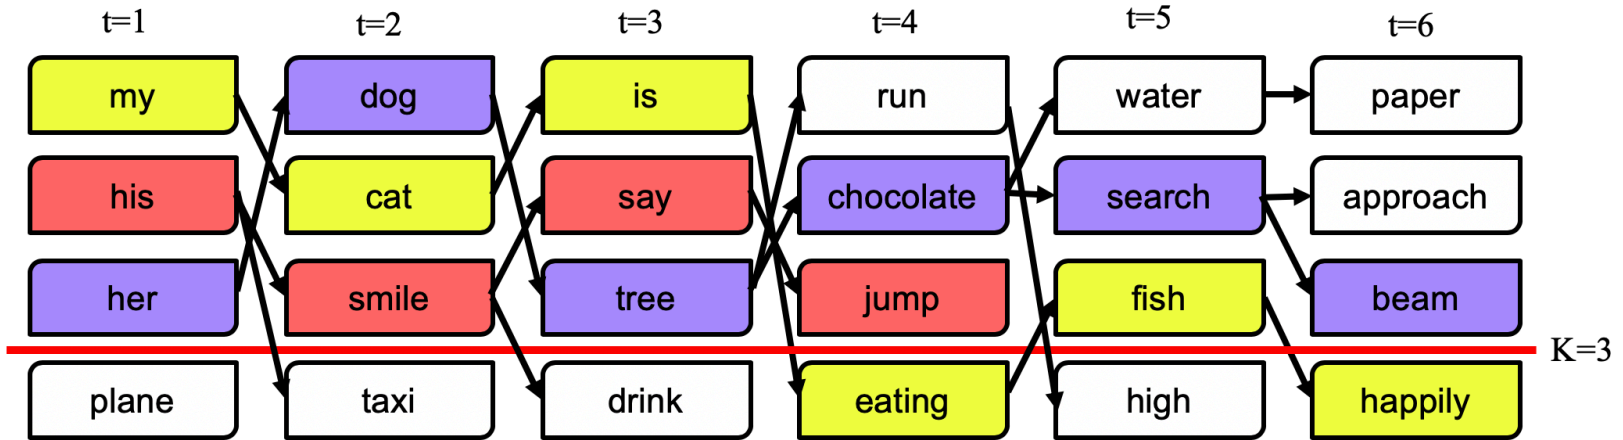 t=1 t=2 t=3 t=4 t=5 t=6
my dog is run water paper
his cat say chocolate search approach
her smile tree jump fish beam
K=3
plane taxi drink eating high happily